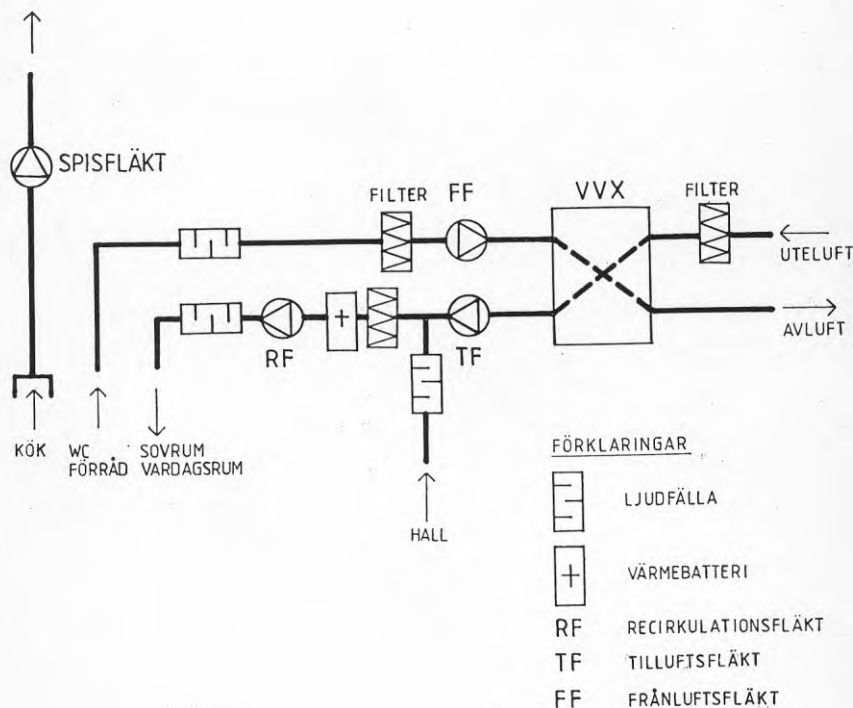 SPISFLÄKT
FILTER
FF
VVX
FILTER
UTELUFT
AVLUFT
RF
TF
KÖK
WC
FÖRRÅD
SOVRUM
VARDAGSRUM
HALL
FÖRKLARINGAR
LJUDFÄLLA
+ VÄRMEBATTERI
RF RECIRKULATIONSFLÄKT
TF TILLUFTSFLÄKT
FF FRÅNLUFTSFLÄKT